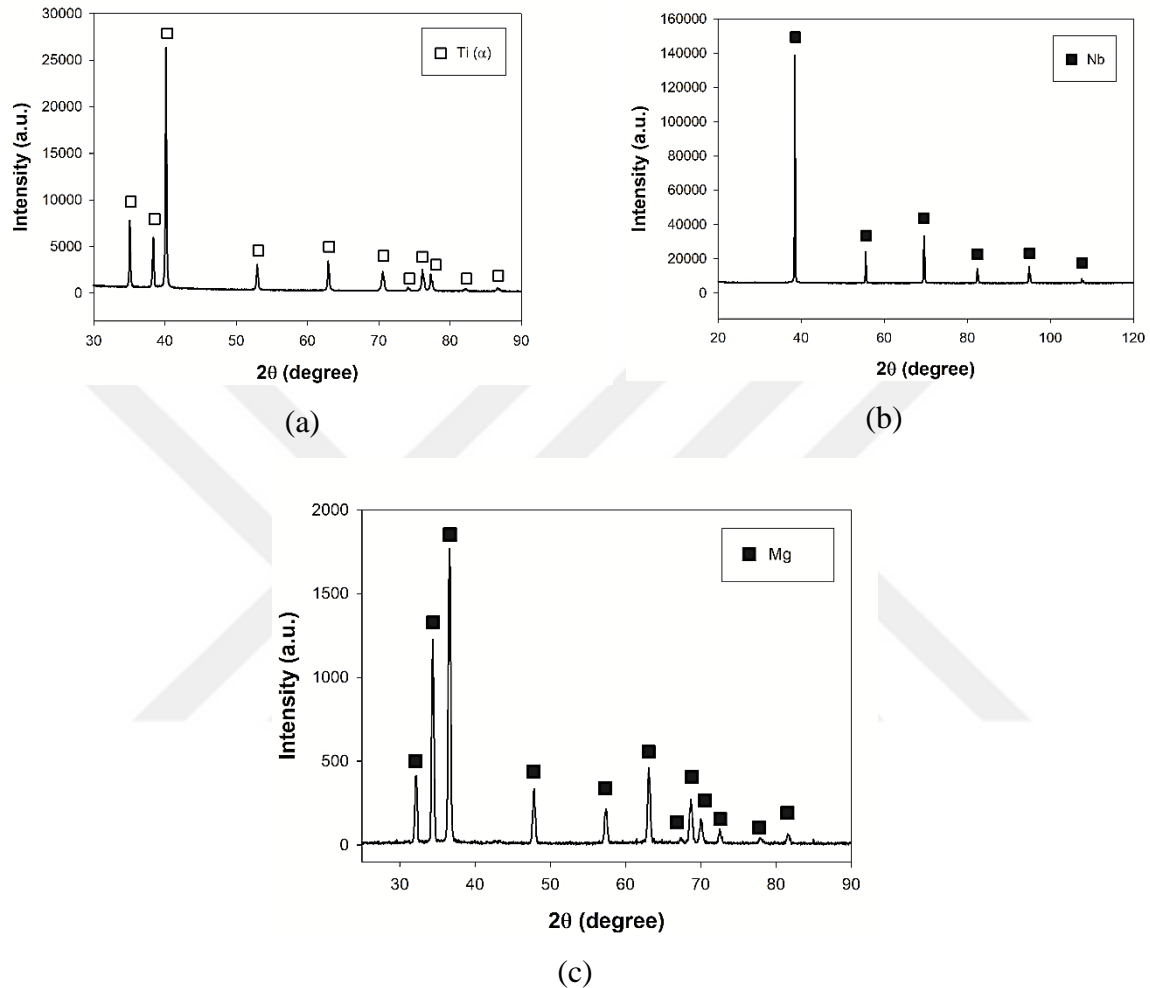 30000
25000
20000
15000
10000
5000
0
Intensity (a.u.)
Ti (α)
30 40 50 60 70 80 90
2θ (degree)
(a)
160000
140000
120000
100000
80000
60000
40000
20000
0
Intensity (a.u.)
Nb
20 40 60 80 100 120
2θ (degree)
(b)
2000
1500
1000
500
0
Intensity (a.u.)
Mg
30 40 50 60 70 80 90
2θ (degree)
(c)